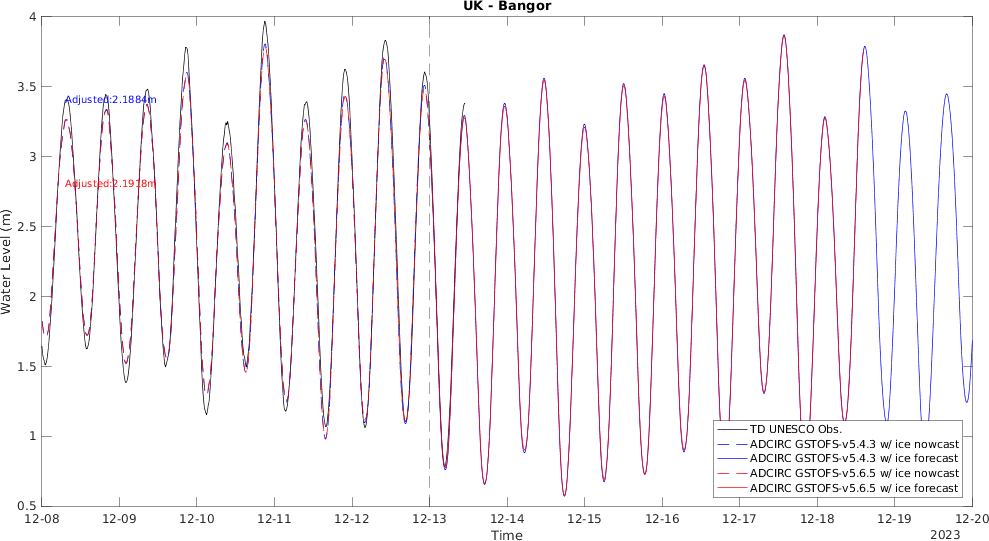 UK - Bangor
4
3.5
3
2.5
2
1.5
1
0.5
Water Level (m)
Adjusted:2.1884m
Adjusted:2.1918m
TD UNESCO Obs.
ADCIRC GSTOFS-v5.4.3 w/ ice nowcast
ADCIRC GSTOFS-v5.4.3 w/ ice forecast
ADCIRC GSTOFS-v5.6.5 w/ ice nowcast
ADCIRC GSTOFS-v5.6.5 w/ ice forecast
12-08 12-09 12-10 12-11 12-12 12-13 12-14 12-15 12-16 12-17 12-18 12-19 12-20
Time
2023